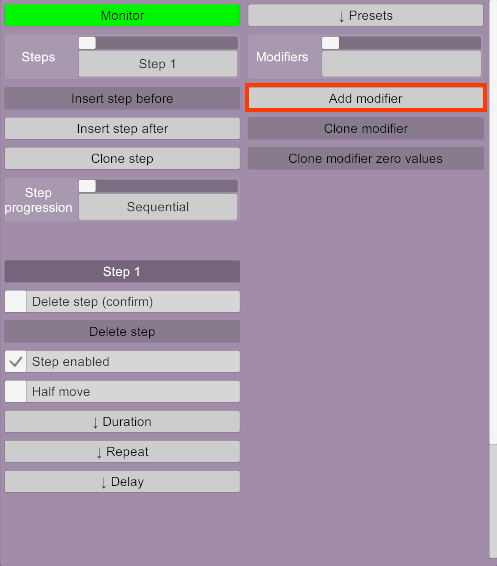 Monitor
↓ Presets
Steps
Step 1
Modifiers
Insert step before
Add modifier
Insert step after
Clone modifier
Clone step
Clone modifier zero values
Step
progression
Sequential
Step 1
Delete step (confirm)
Delete step
Step enabled
Half move
↓ Duration
↓ Repeat
↓ Delay